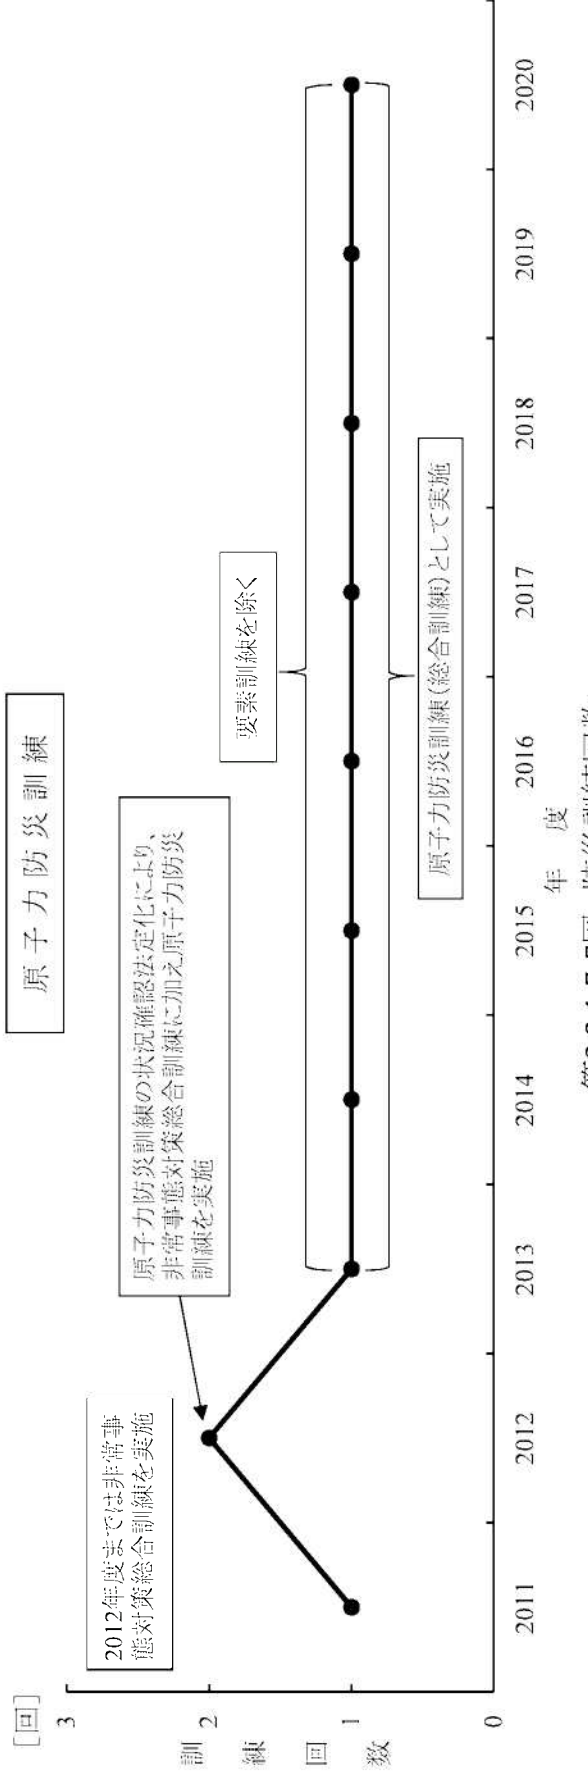 原子力防災訓練
[回]
2012年度までは非常事
態対策総合訓練を実施
原子力防災訓練の状況確認法定化により、
非常事態対策総合訓練に加え原子力防災
訓練を実施
要素訓練を除く
原子力防災訓練(総合訓練)として実施
3
2
1
0
訓練回数
2011
2012
2013
2014
2015
2016
2017
2018
2019
2020
年度